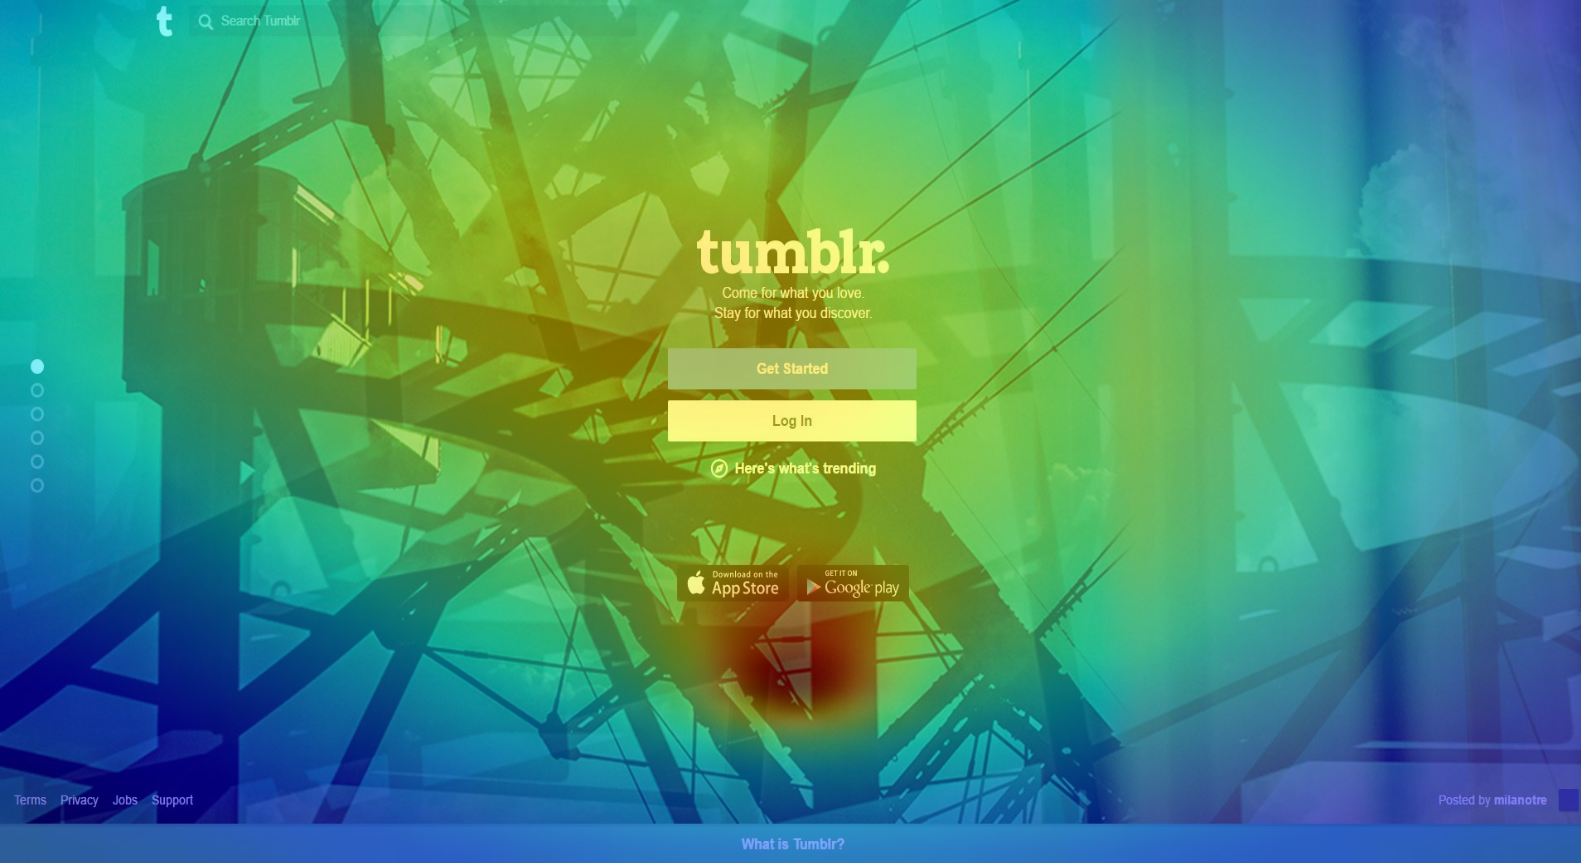 t
Search Tumblr
tumblr.
Come for what you love.
Stay for what you discover.
Get Started
Log In
Here's what's trending
Download on the
App Store
GET IT ON
Google play
Terms Privacy Jobs Support
Posted by milanotre
What is Tumblr?